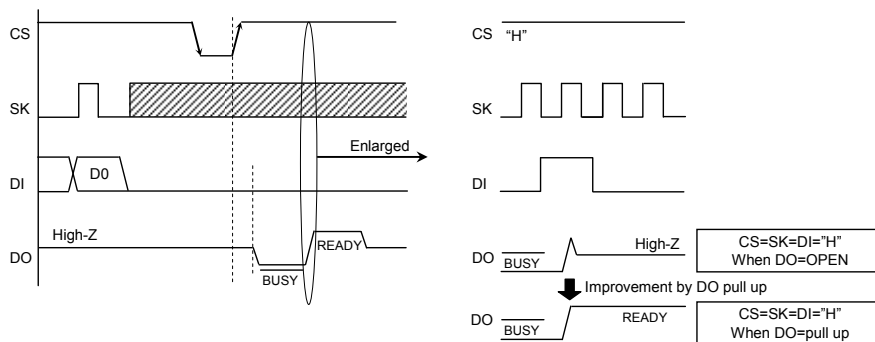 CS
SK
DI
D0
High-Z
DO
BUSY
READY
Enlarged
CS
“H”
SK
DI
DO
BUSY
High-Z
CS=SK=DI=”H”
When DO=OPEN
Improvement by DO pull up
DO
BUSY
READY
CS=SK=DI=”H”
When DO=pull up